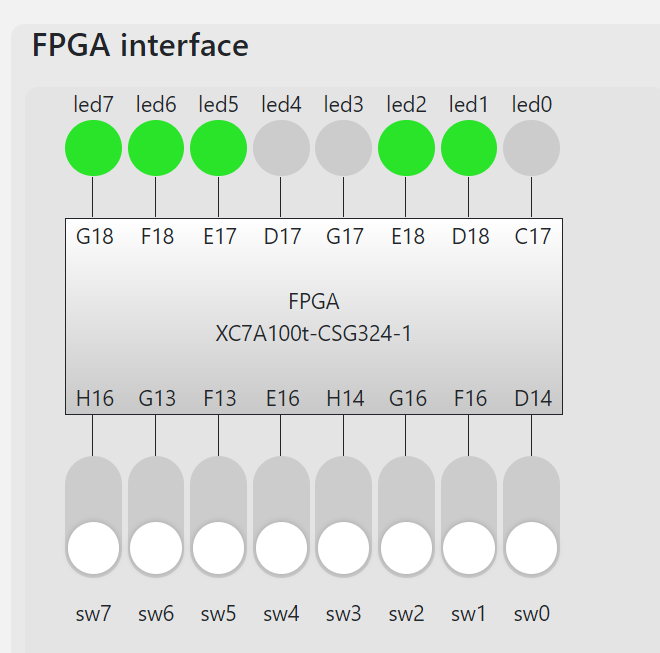 FPGA interface
led7 led6 led5 led4 led3 led2 led1 led0
G18 F18 E17 D17 G17 E18 D18 C17
FPGA
XC7A100t-CSG324-1
H16 G13 F13 E16 H14 G16 F16 D14
sw7 sw6 sw5 sw4 sw3 sw2 sw1 sw0